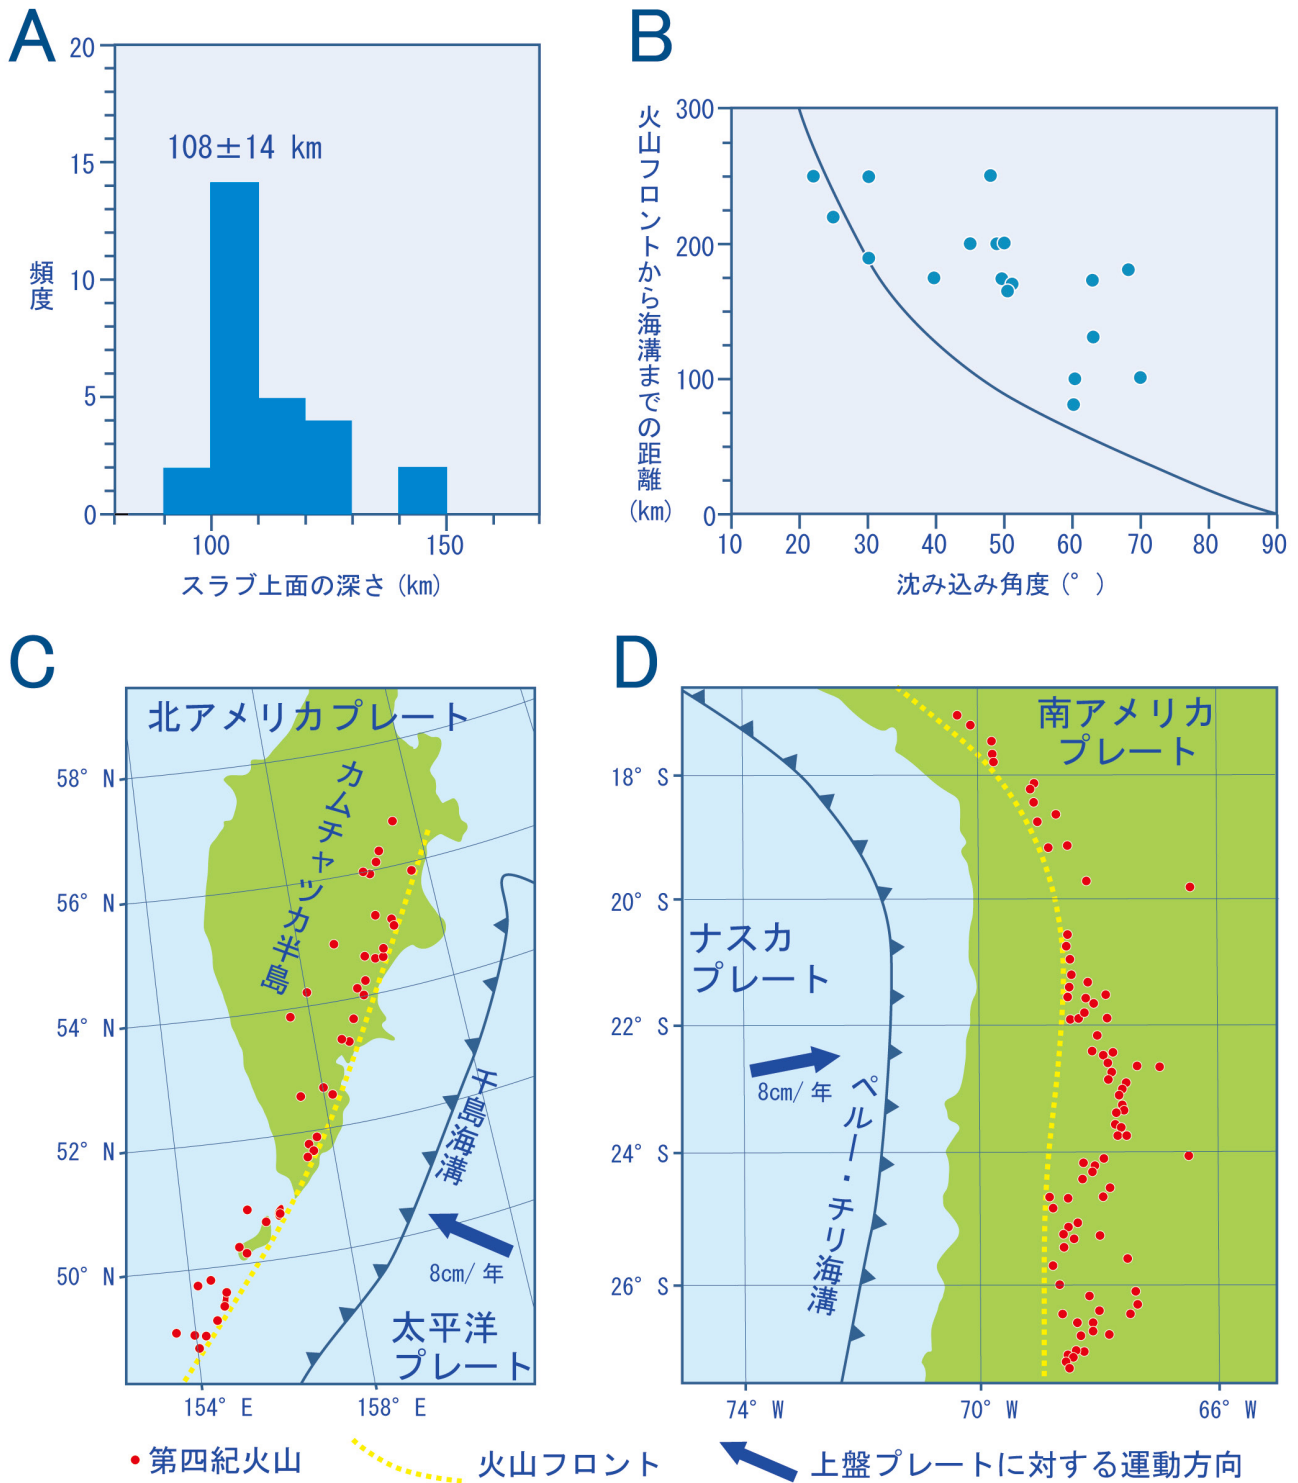 A
20
15
10
5
0
頻度
108±14 km
100
150
スラブ上面の深さ (km)
B
火山フロントから海溝までの距離 (km)
300
200
100
0
10
20
30
40
50
60
70
80
90
沈み込み角度 (° )
C
北アメリカプレート
カムチャツカ半島
58° N
56° N
54° N
52° N
50° N
千島海溝
8cm/年
太平洋
プレート
154° E
158° E
D
南アメリカ
プレート
18° S
20° S
22° S
24° S
26° S
ナスカ
プレート
8cm/年
ペルー・チリ海溝
74° W
70° W
66° W
第四紀火山
火山フロント
上盤プレートに対する運動方向